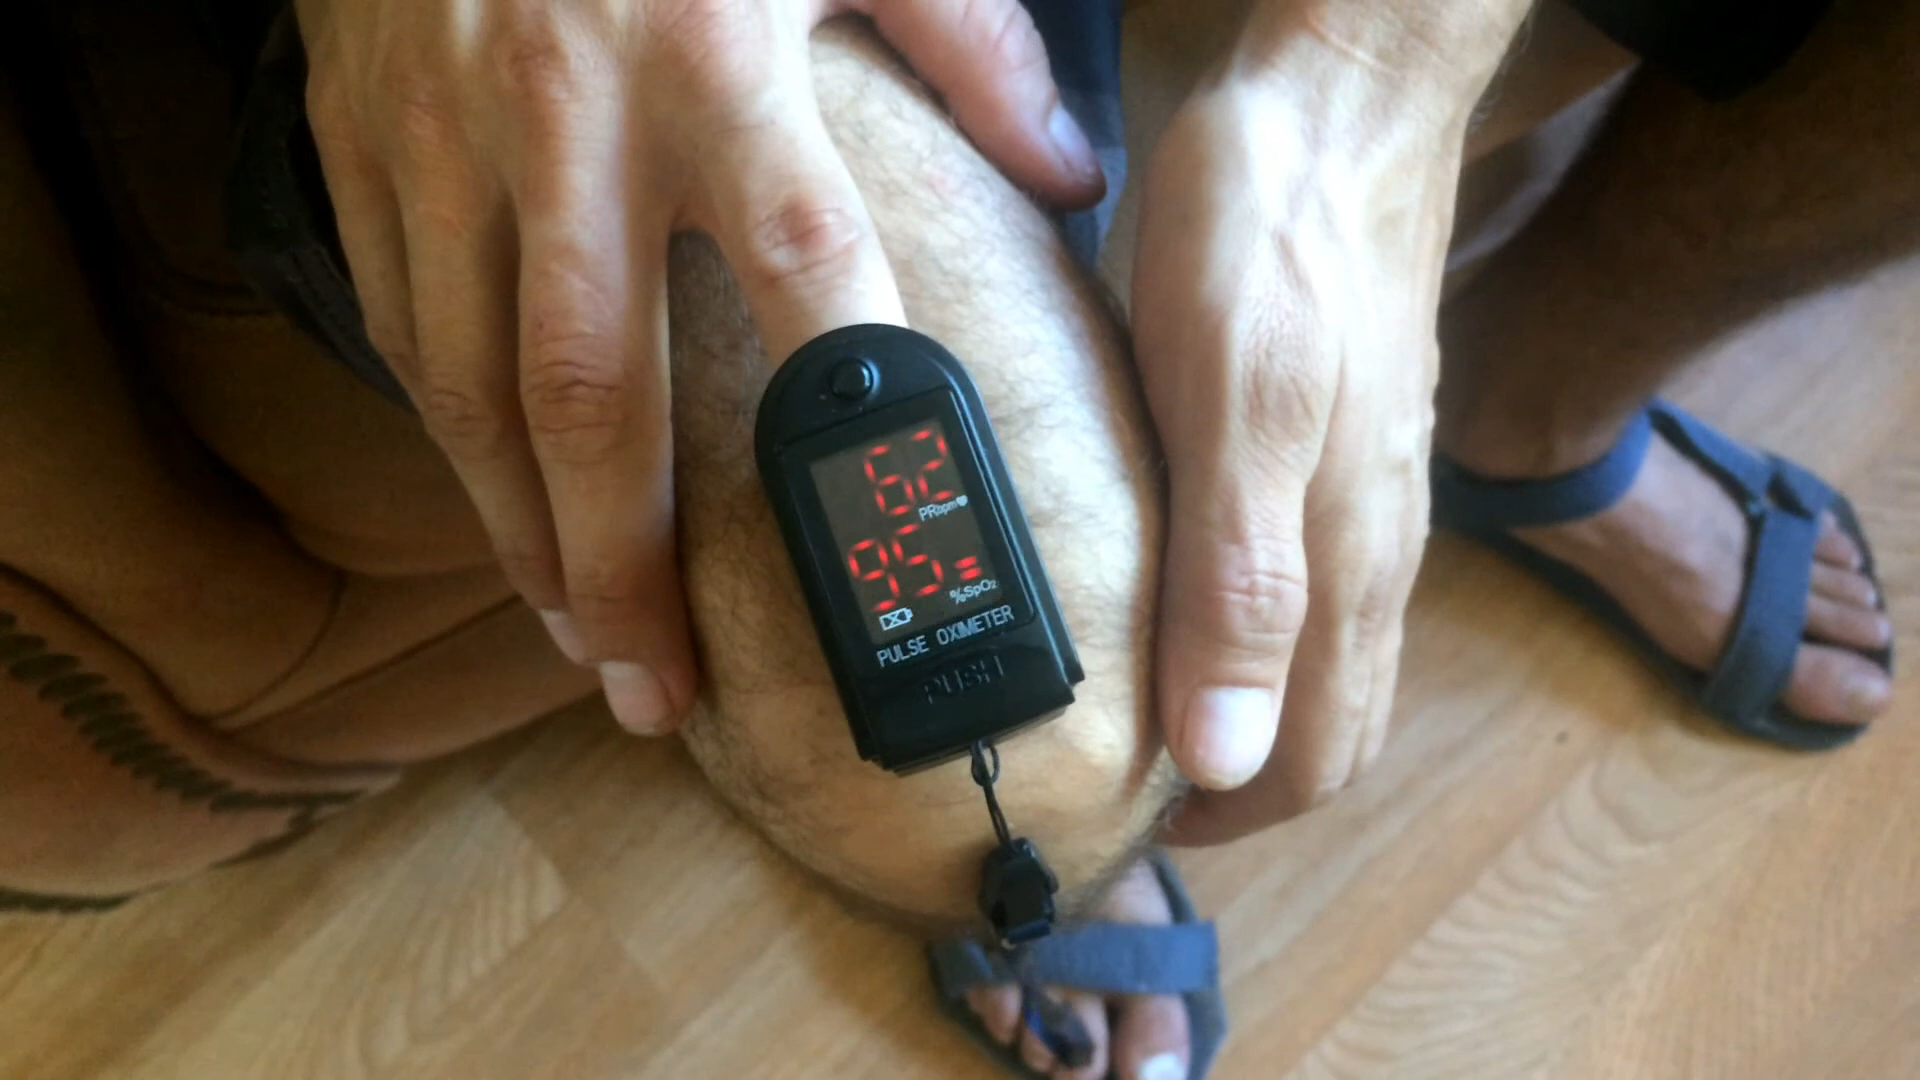 62
PRbpm♥
95
%SpO₂
PULSE OXIMETER
PUSH